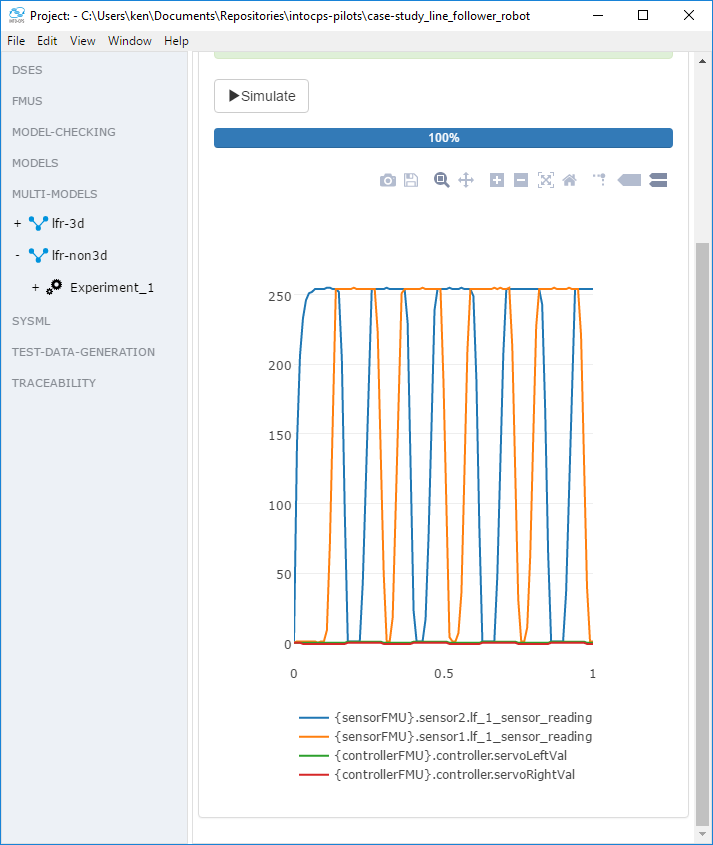 Project: - C:\Users\ken\Documents\Repositories\intocps-pilots\case-study_line_follower_robot
File Edit View Window Help
DSES
FMUS
MODEL-CHECKING
MODELS
MULTI-MODELS
+ lfr-3d
- lfr-non3d
+ Experiment_1
SYSML
TEST-DATA-GENERATION
TRACEABILITY
Simulate
100%
250
200
150
100
50
0
0 0.5 1
{sensorFMU}.sensor2.lf_1_sensor_reading
{sensorFMU}.sensor1.lf_1_sensor_reading
{controllerFMU}.controller.servoLeftVal
{controllerFMU}.controller.servoRightVal